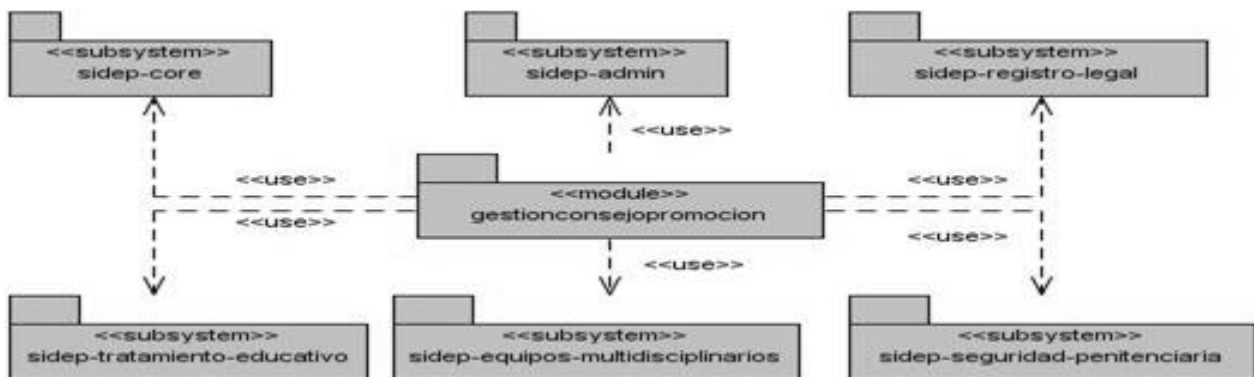 <<subsystem>>
sidep-core
<<subsystem>>
sidep-admin
<<subsystem>>
sidep-registro-legal
<<use>>
<<use>>
<<module>>
gestionconsejopromocion
<<use>>
<<use>>
<<use>>
<<use>>
<<subsystem>>
sidep-tratamiento-educativo
<<subsystem>>
sidep-equipos-multidisciplinarios
<<subsystem>>
sidep-seguridad-penitenciaria